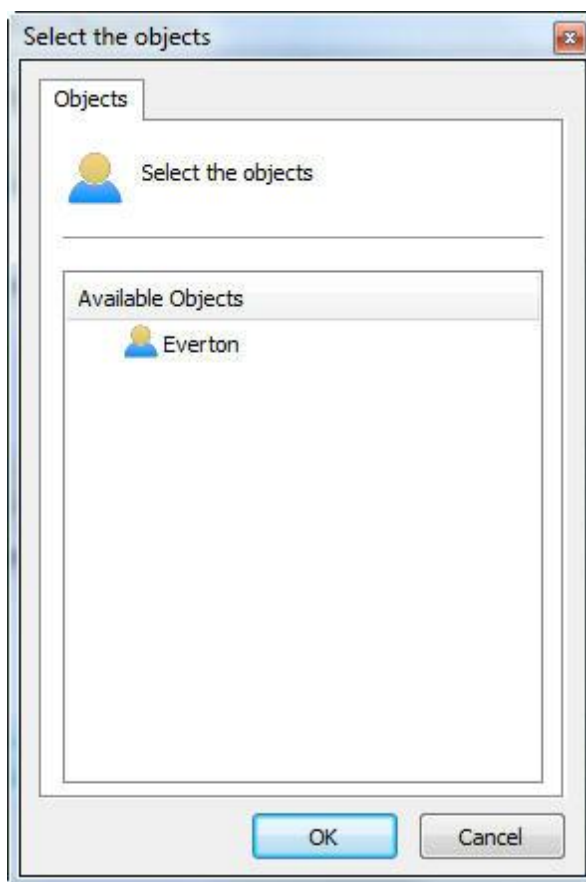 Select the objects
Objects
Select the objects
Available Objects
Everton
OK
Cancel